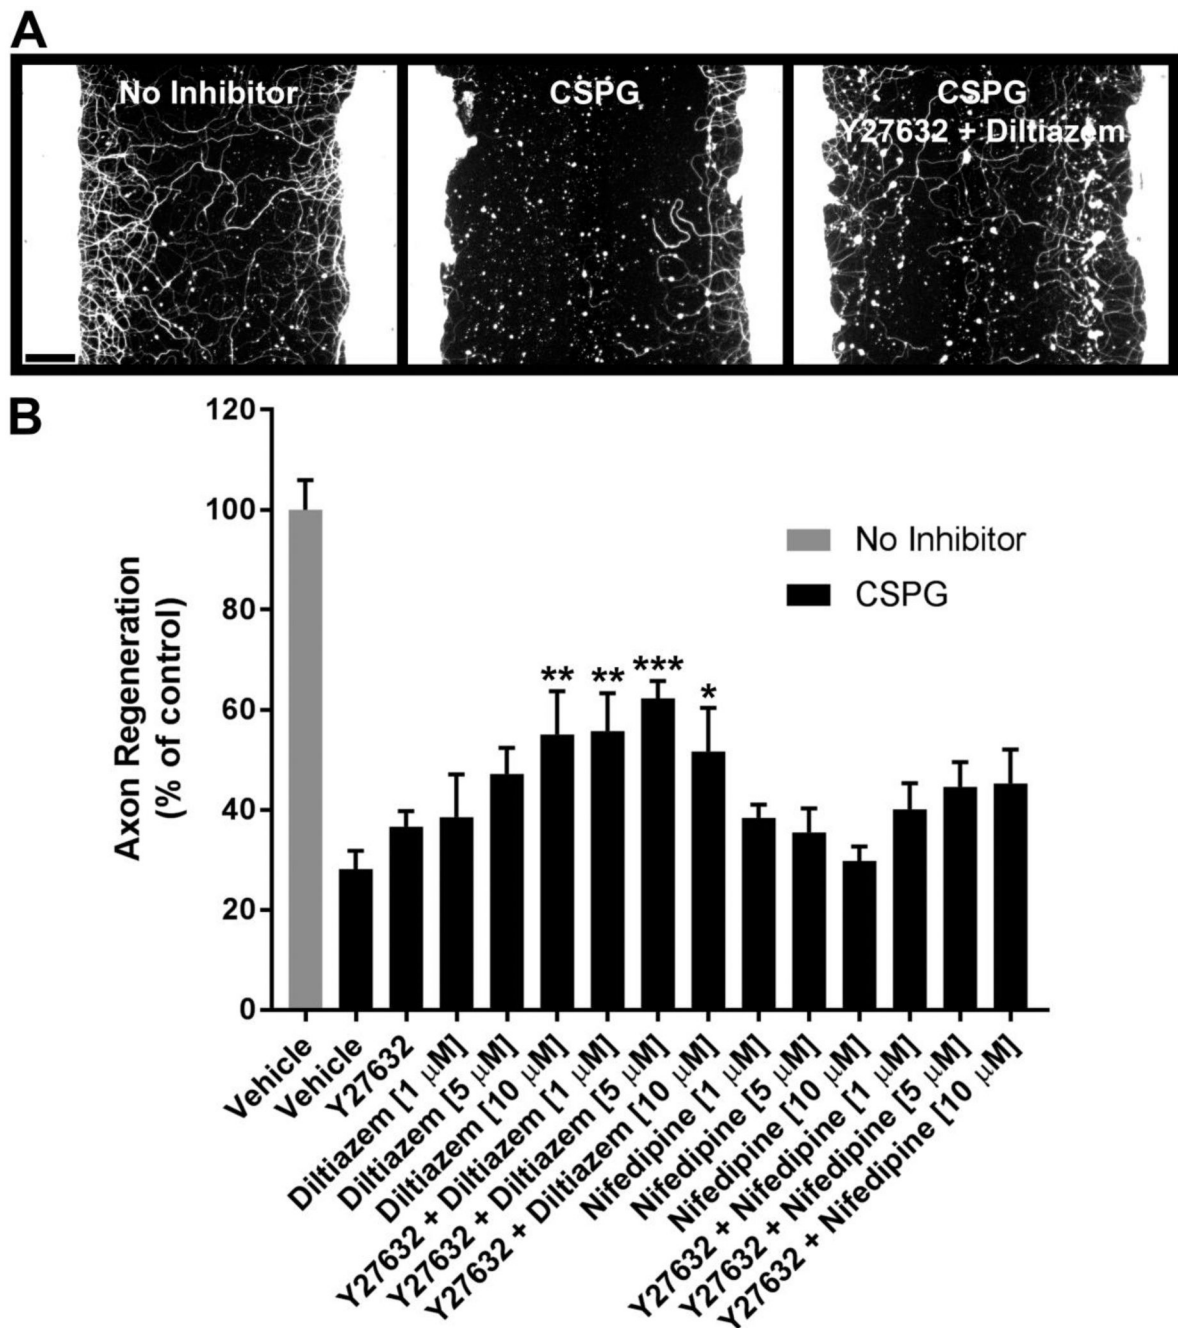 A
No Inhibitor
CSPG
CSPG
Y27632 + Diltiazem
B
Axon Regeneration
(% of control)
120
100
80
60
40
20
0
** ** *** *
No Inhibitor
CSPG
Vehicle
Vehicle
Y27632
Diltiazem [1 μM]
Diltiazem [5 μM]
Diltiazem [10 μM]
Y27632 + Diltiazem [1 μM]
Y27632 + Diltiazem [5 μM]
Y27632 + Diltiazem [10 μM]
Nifedipine [1 μM]
Nifedipine [5 μM]
Nifedipine [10 μM]
Y27632 + Nifedipine [1 μM]
Y27632 + Nifedipine [5 μM]
Y27632 + Nifedipine [10 μM]